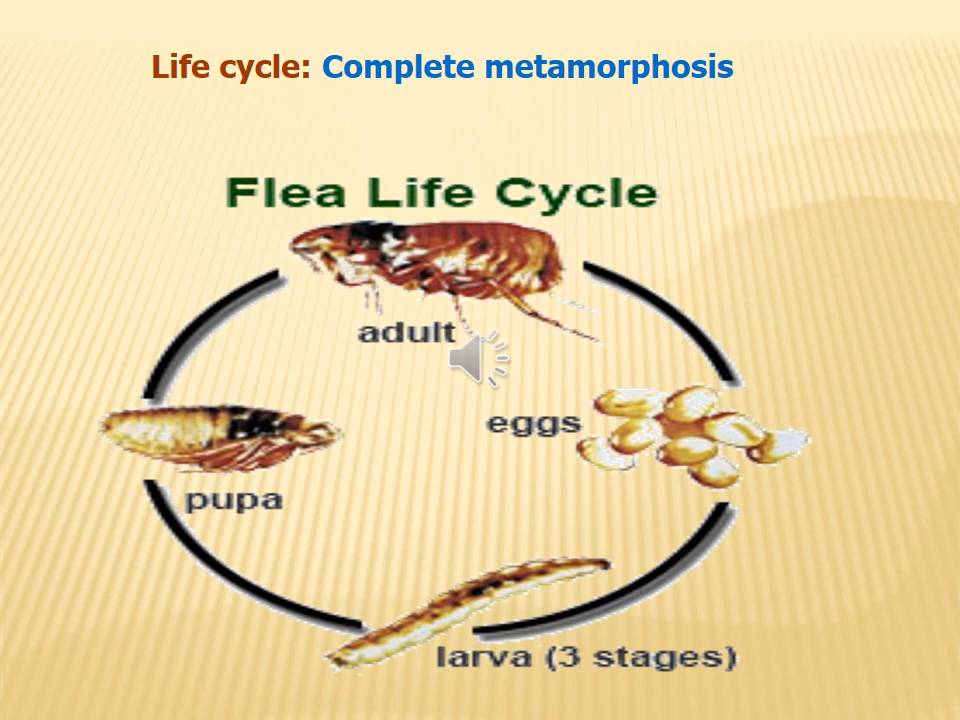 Life cycle: Complete metamorphosis
Flea Life Cycle
adult
eggs
pupa
larva (3 stages)